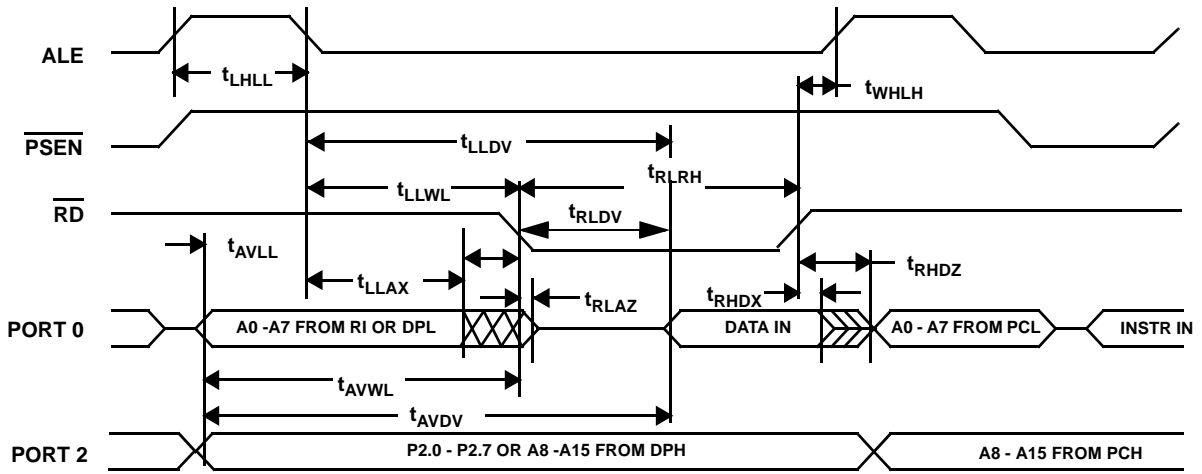 ALE
tLHLL
tWHLH
PSEN
tLLDV
tLLWL
tRLRH
RD
tRLDV
tAVLL
tRHDZ
tLLAX
tRLAZ
tRHDX
PORT 0
A0 -A7 FROM RI OR DPL
DATA IN
A0 - A7 FROM PCL
INSTR IN
tAVWL
tAVDV
PORT 2
P2.0 - P2.7 OR A8 -A15 FROM DPH
A8 - A15 FROM PCH